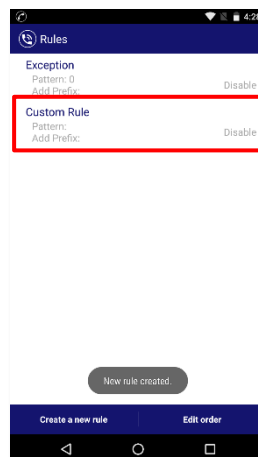 4:28
Rules
Exception
Pattern: 0
Add Prefix:
Disable
Custom Rule
Pattern:
Add Prefix:
Disable
New rule created.
Create a new rule
Edit order